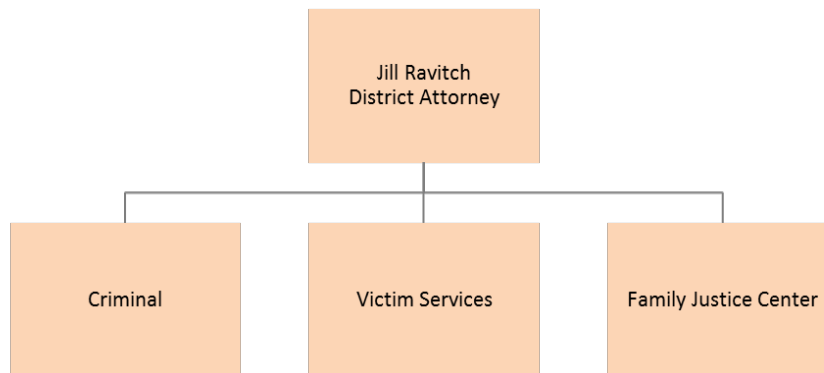 Jill Ravitch
District Attorney
Criminal
Victim Services
Family Justice Center